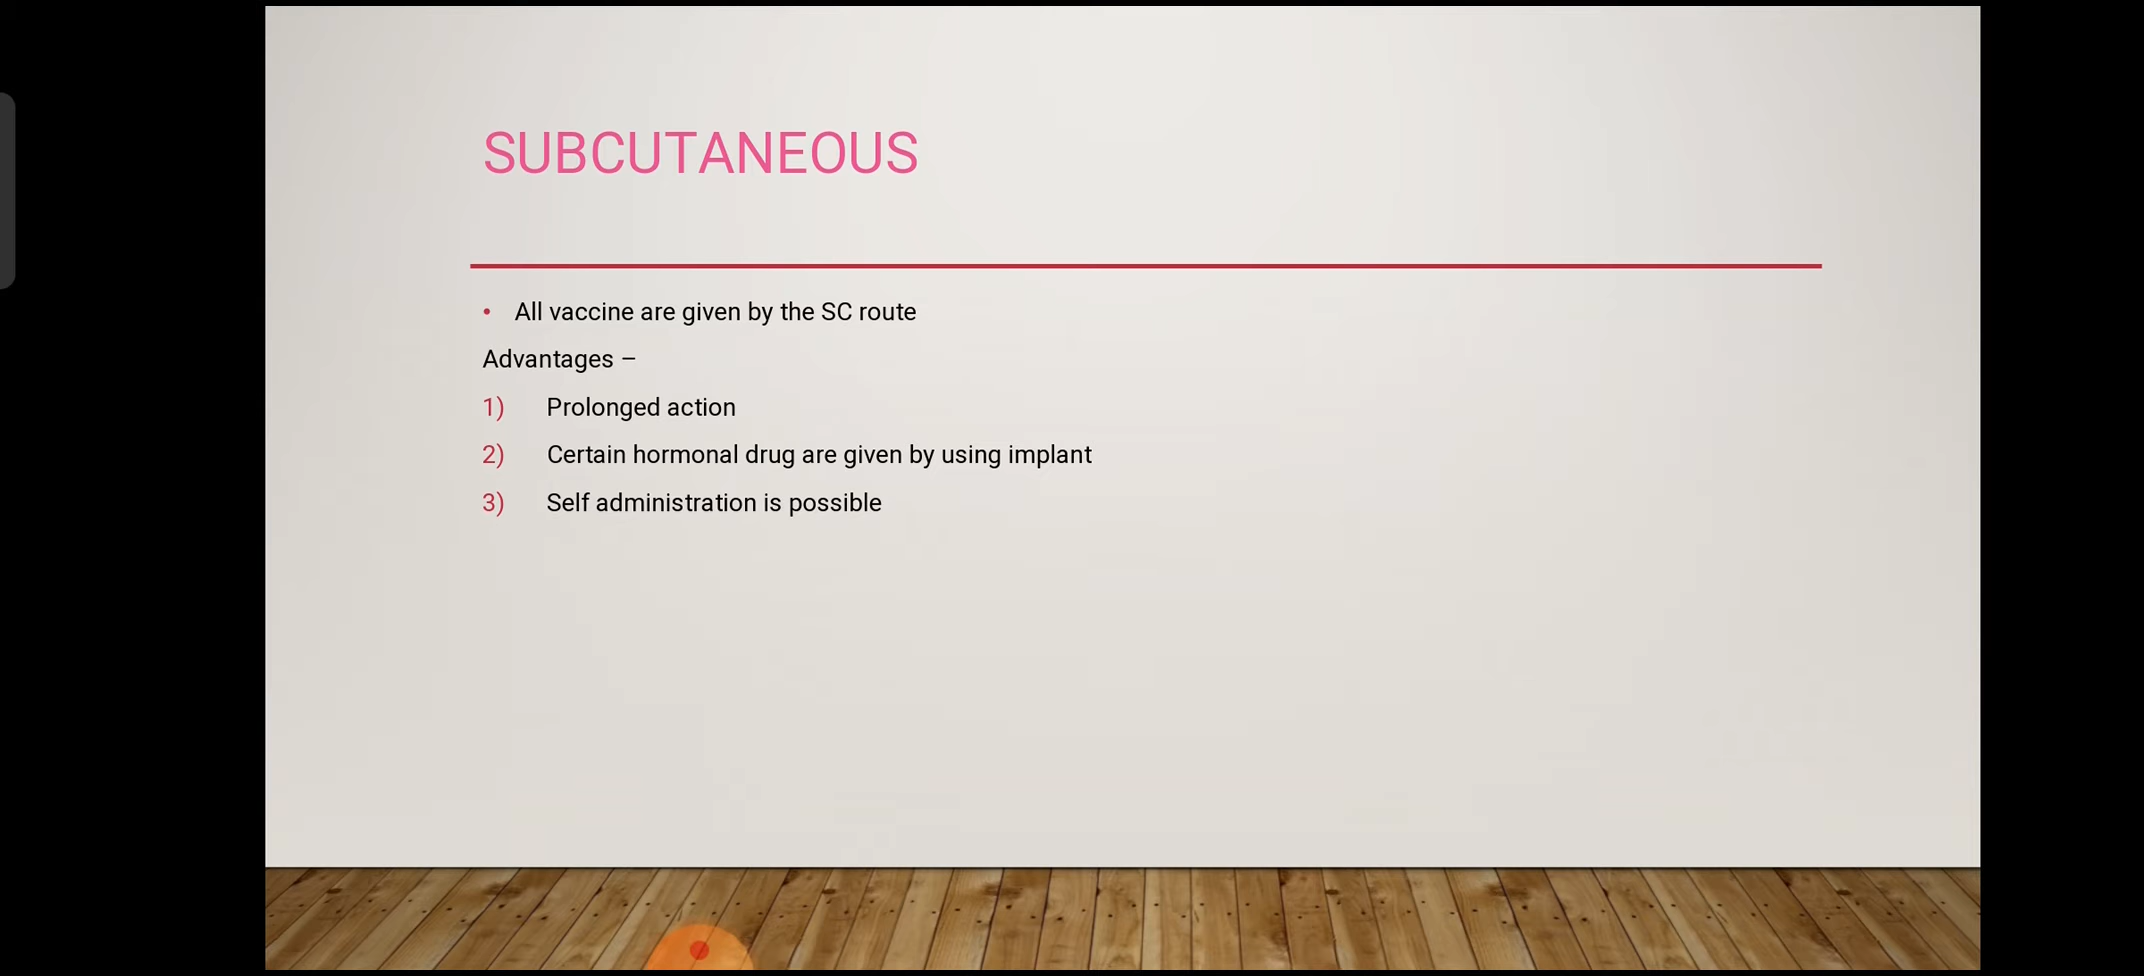 SUBCUTANEOUS
• All vaccine are given by the SC route
Advantages –
1) Prolonged action
2) Certain hormonal drug are given by using implant
3) Self administration is possible